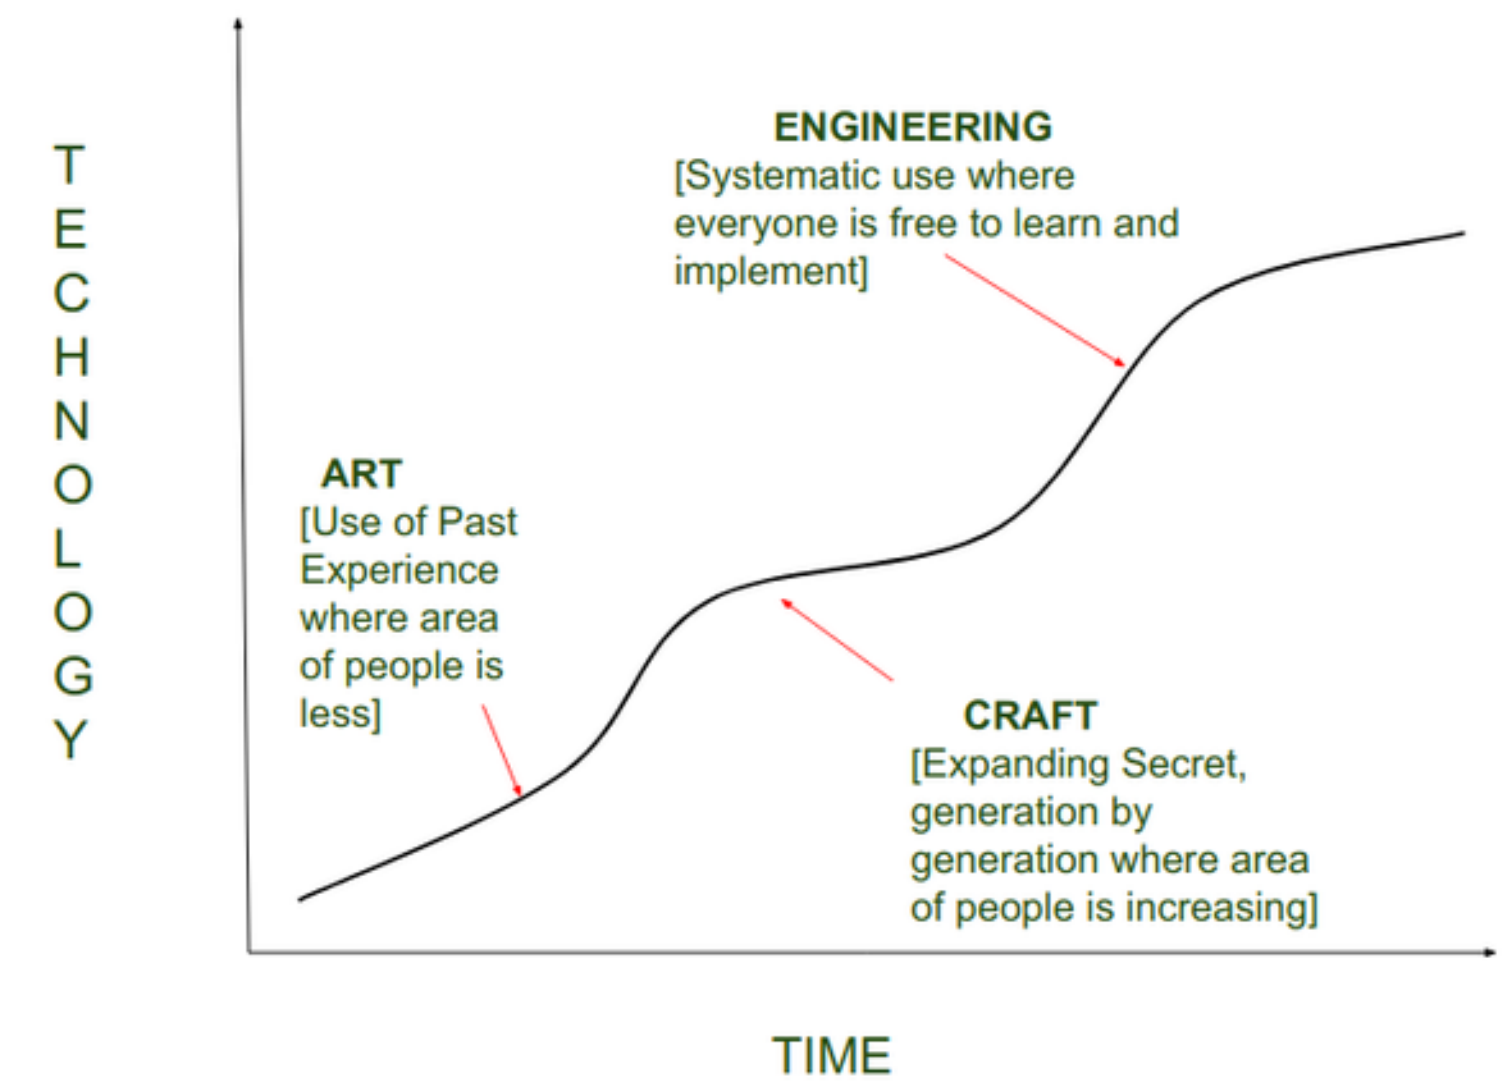 TECHNOLOGY
ENGINEERING
[Systematic use where
everyone is free to learn and
implement]
ART
[Use of Past
Experience
where area
of people is
less]
CRAFT
[Expanding Secret,
generation by
generation where area
of people is increasing]
TIME